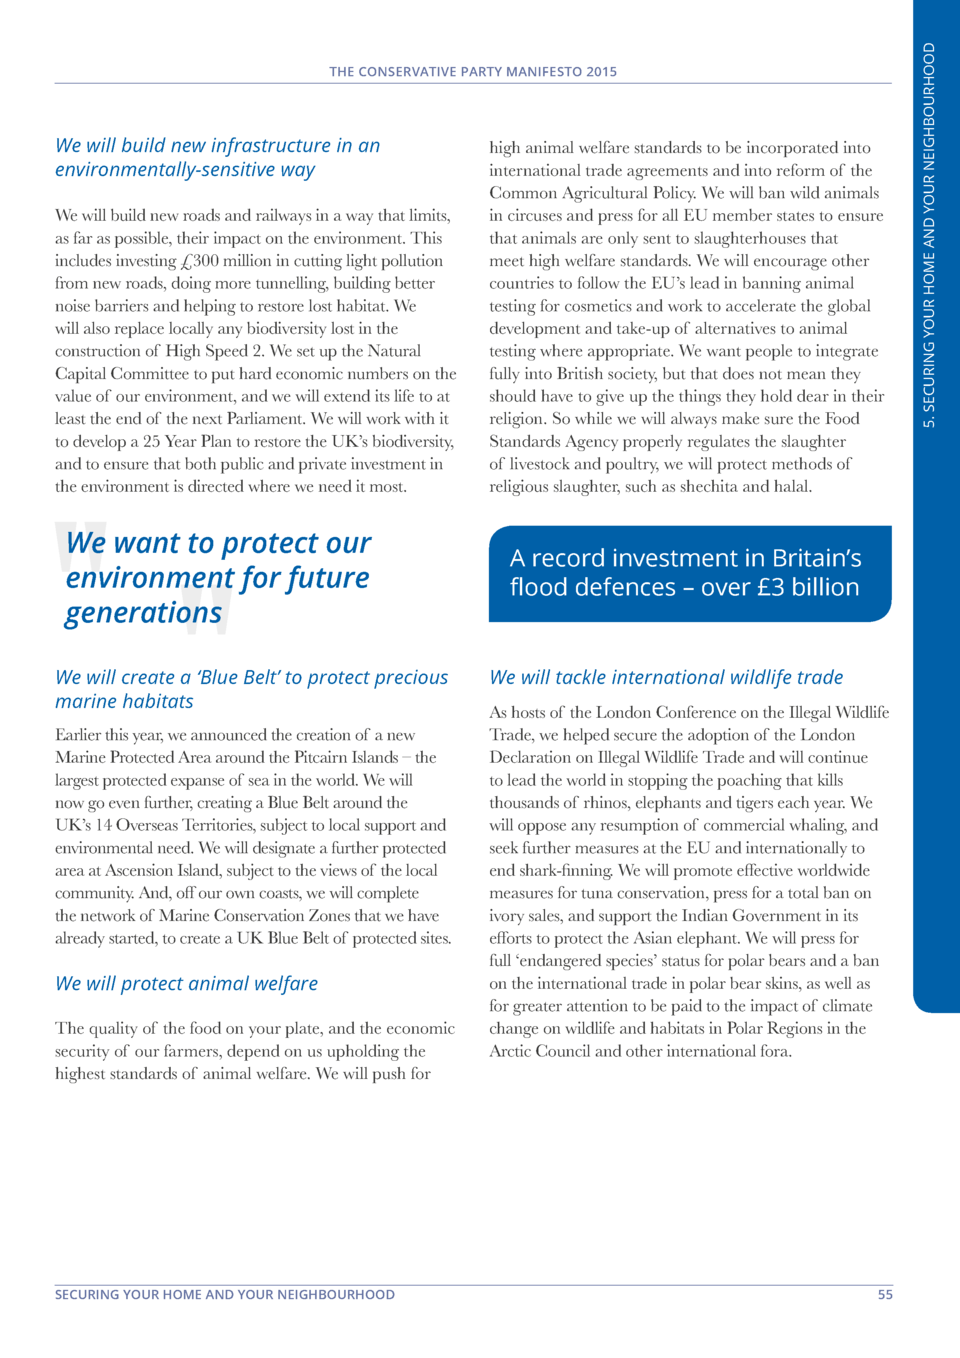 THE CONSERVATIVE PARTY MANIFESTO 2015
We will build new infrastructure in an
environmentally-sensitive way
We will build new roads and railways in a way that limits,
as far as possible, their impact on the environment. This
includes investing £300 million in cutting light pollution
from new roads, doing more tunnelling, building better
noise barriers and helping to restore lost habitat. We
will also replace locally any biodiversity lost in the
construction of High Speed 2. We set up the Natural
Capital Committee to put hard economic numbers on the
value of our environment, and we will extend its life to at
least the end of the next Parliament. We will work with it
to develop a 25 Year Plan to restore the UK's biodiversity,
and to ensure that both public and private investment in
the environment is directed where we need it most.
"We want to protect our
environment for future
generations"
We will create a ‘Blue Belt’ to protect precious
marine habitats
Earlier this year, we announced the creation of a new
Marine Protected Area around the Pitcairn Islands – the
largest protected expanse of sea in the world. We will
now go even further, creating a Blue Belt around the
UK’s 14 Overseas Territories, subject to local support and
environmental need. We will designate a further protected
area at Ascension Island, subject to the views of the local
community. And, off our own coasts, we will complete
the network of Marine Conservation Zones that we have
already started, to create a UK Blue Belt of protected sites.
We will protect animal welfare
The quality of the food on your plate, and the economic
security of our farmers, depend on us upholding the
highest standards of animal welfare. We will push for
high animal welfare standards to be incorporated into
international trade agreements and into reform of the
Common Agricultural Policy. We will ban wild animals
in circuses and press for all EU member states to ensure
that animals are only sent to slaughterhouses that
meet high welfare standards. We will encourage other
countries to follow the EU’s lead in banning animal
testing for cosmetics and work to accelerate the global
development and take-up of alternatives to animal
testing where appropriate. We want people to integrate
fully into British society, but that does not mean they
should have to give up the things they hold dear in their
religion. So while we will always make sure the Food
Standards Agency properly regulates the slaughter
of livestock and poultry, we will protect methods of
religious slaughter, such as shechita and halal.
A record investment in Britain’s
flood defences – over £3 billion
We will tackle international wildlife trade
As hosts of the London Conference on the Illegal Wildlife
Trade, we helped secure the adoption of the London
Declaration on Illegal Wildlife Trade and will continue
to lead the world in stopping the poaching that kills
thousands of rhinos, elephants and tigers each year. We
will oppose any resumption of commercial whaling, and
seek further measures at the EU and internationally to
end shark-finning. We will promote effective worldwide
measures for tuna conservation, press for a total ban on
ivory sales, and support the Indian Government in its
efforts to protect the Asian elephant. We will press for
full ‘endangered species’ status for polar bears and a ban
on the international trade in polar bear skins, as well as
for greater attention to be paid to the impact of climate
change on wildlife and habitats in Polar Regions in the
Arctic Council and other international fora.
5. SECURING YOUR HOME AND YOUR NEIGHBOURHOOD
SECURING YOUR HOME AND YOUR NEIGHBOURHOOD 55